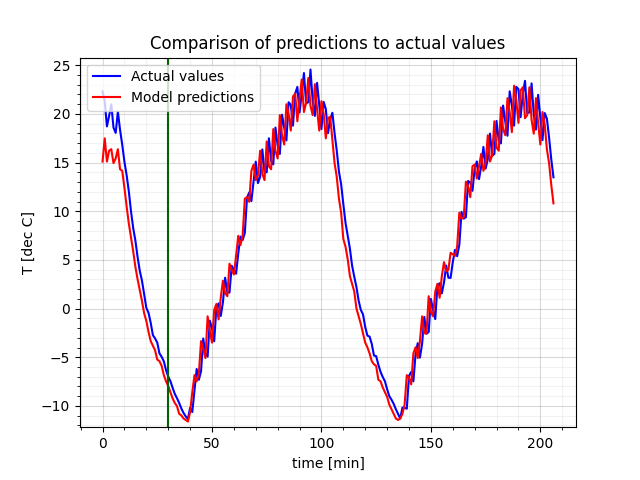 Comparison of predictions to actual values
Actual values
Model predictions
T [dec C]
25
20
15
10
5
0
−5
−10
0
50
100
150
200
time [min]